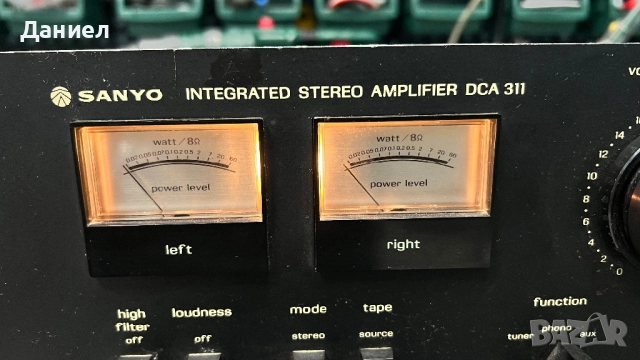 Даниел
SANYO INTEGRATED STEREO AMPLIFIER DCA 311
watt/8Ω
power level
left
watt/8Ω
power level
right
high filter
off
loudness
off
mode
stereo
tape
source
16
14
12
10
8
6
4
2
0
function
tuner phono aux
BAZAR